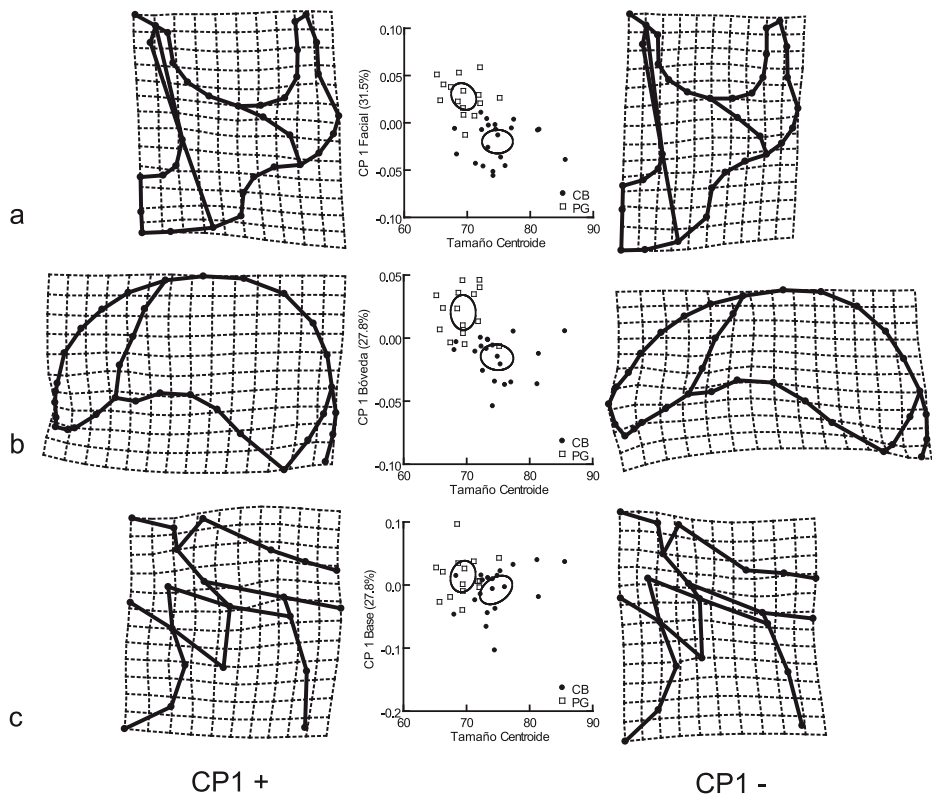 a
CP 1 Facial (31.5%)
0.10
0.05
0.00
-0.05
-0.10
60 70 80 90
Tamaño Centroide
CB
PG
b
CP 1 Bóveda (27.8%)
0.05
0.00
-0.05
-0.10
60 70 80 90
Tamaño Centroide
CB
PG
c
CP 1 Base (27.8%)
0.1
0.0
-0.1
-0.2
60 70 80 90
Tamaño Centroide
CB
PG
CP1 +
CP1 -